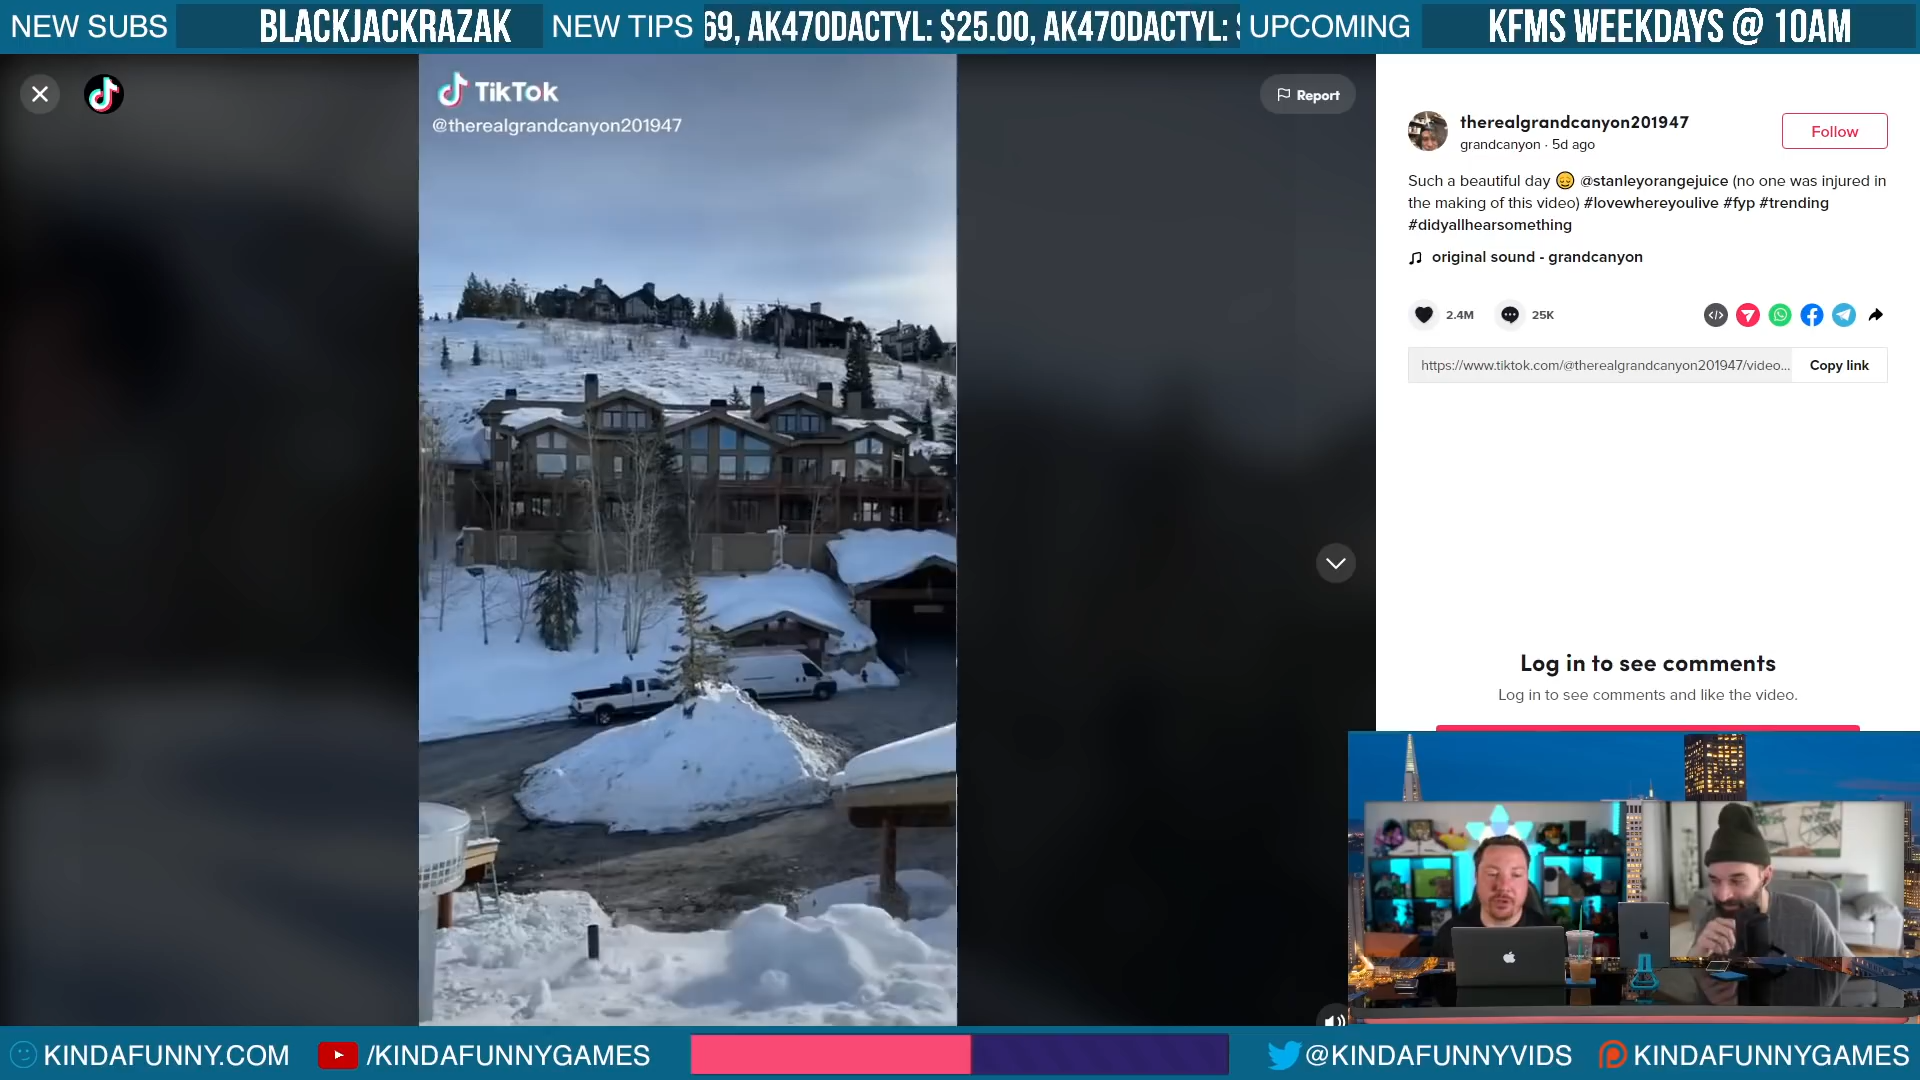 NEW SUBS
BLACKJACKRAZAK
NEW TIPS
69, AK470DACTYL: $25.00, AK470DACTYL:
UPCOMING
KFMS WEEKDAYS @ 10AM
TikTok
@therealgrandcanyon201947
Report
therealgrandcanyon201947
grandcanyon · 5d ago
Follow
Such a beautiful day 😌 @stanleyorangejuice (no one was injured in
the making of this video) #lovewhereyoulive #fyp #trending
#didyallhearsomething
original sound - grandcanyon
2.4M
25K
https://www.tiktok.com/@therealgrandcanyon201947/video...
Copy link
Log in to see comments
Log in to see comments and like the video.
KINDAFUNNY.COM
/KINDAFUNNYGAMES
@KINDAFUNNYVIDS
KINDAFUNNYGAMES